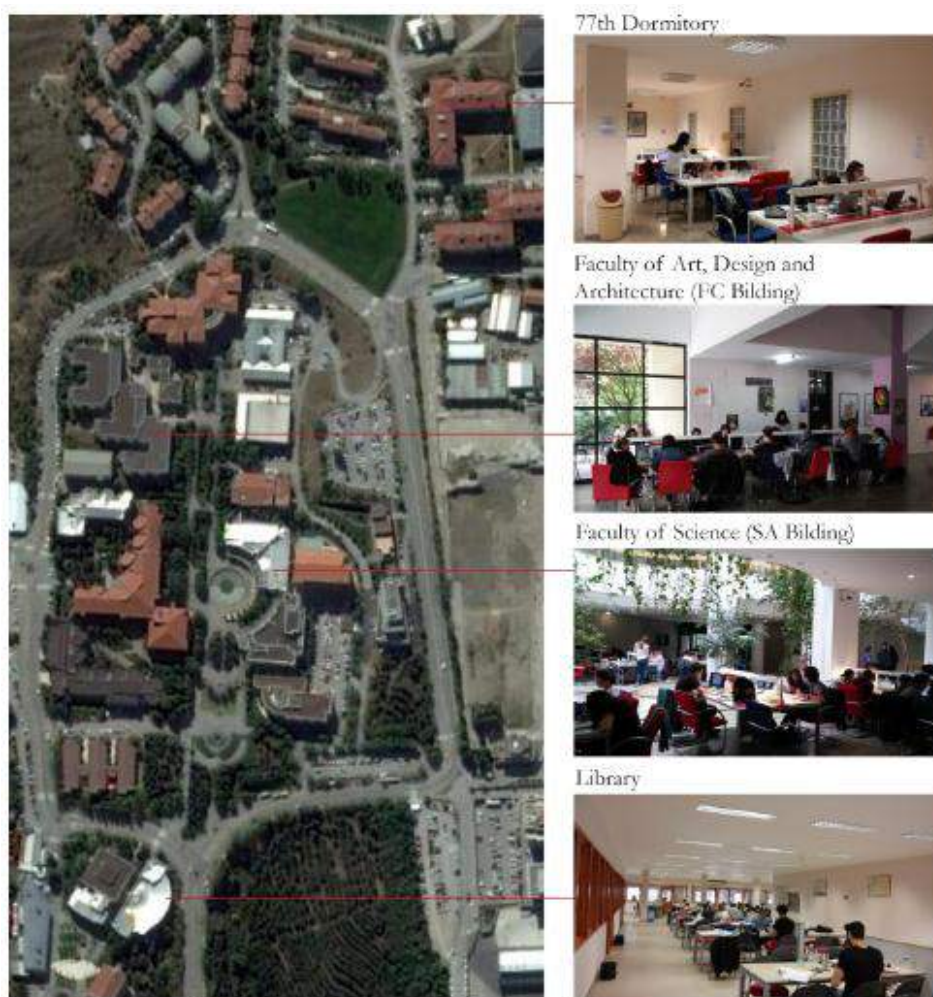 77th Dormitory
Faculty of Art, Design and
Architecture (FC Bilding)
Faculty of Science (SA Bilding)
Library